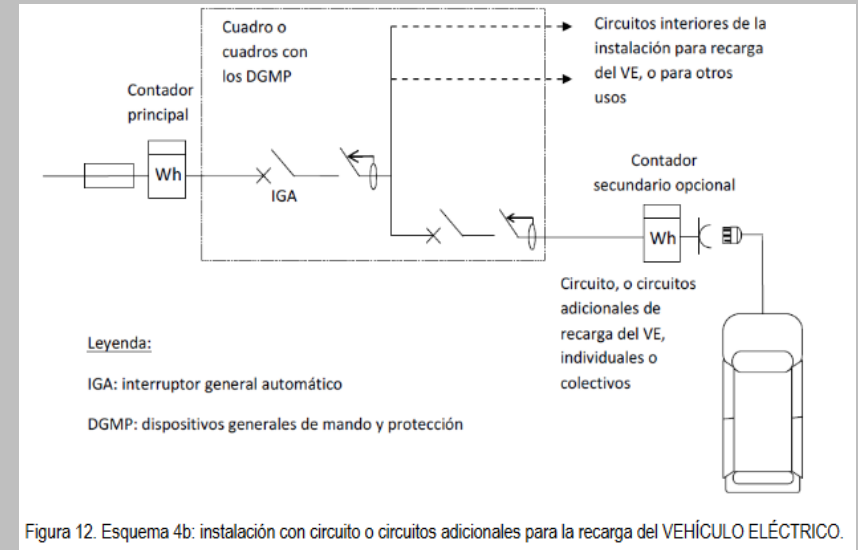 Cuadro o
cuadros con
los DGMP
Circuitos interiores de la
instalación para recarga
del VE, o para otros
usos
Contador
principal
Wh
IGA
Contador
secundario opcional
Wh
Circuito, o circuitos
adicionales de
recarga del VE,
individuales o
colectivos
Leyenda:
IGA: interruptor general automático
DGMP: dispositivos generales de mando y protección
Figura 12. Esquema 4b: instalación con circuito o circuitos adicionales para la recarga del VEHÍCULO ELÉCTRICO.